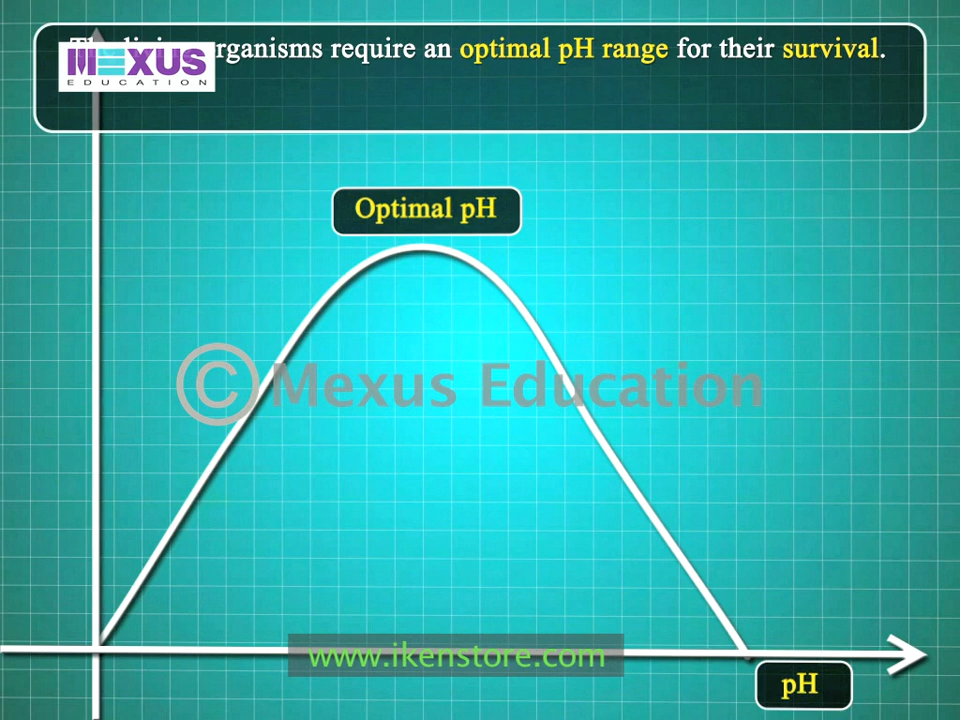 organisms require an optimal pH range for their survival.
MEXUS
EDUCATION
Optimal pH
© Mexus Education
www.ikenstore.com
pH